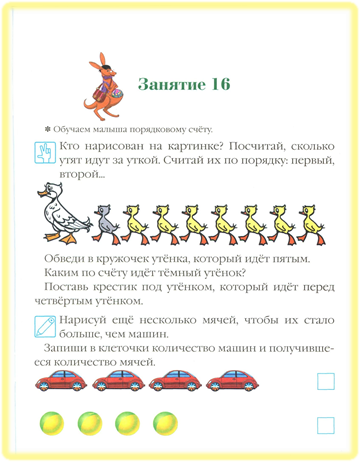 Занятие 16
* Обучаем малыша порядковому счёту.
Кто нарисован на картинке? Посчитай, сколько
утят идут за уткой. Считай их по порядку: первый,
второй...
Обведи в кружочек утёнка, который идёт пятым.
Каким по счёту идёт тёмный утёнок?
Поставь крестик под утёнком, который идёт перед
четвёртым утёнком.
Нарисуй ещё несколько мячей, чтобы их стало
больше, чем машин.
Запиши в клеточки количество машин и получивше-
еся количество мячей.